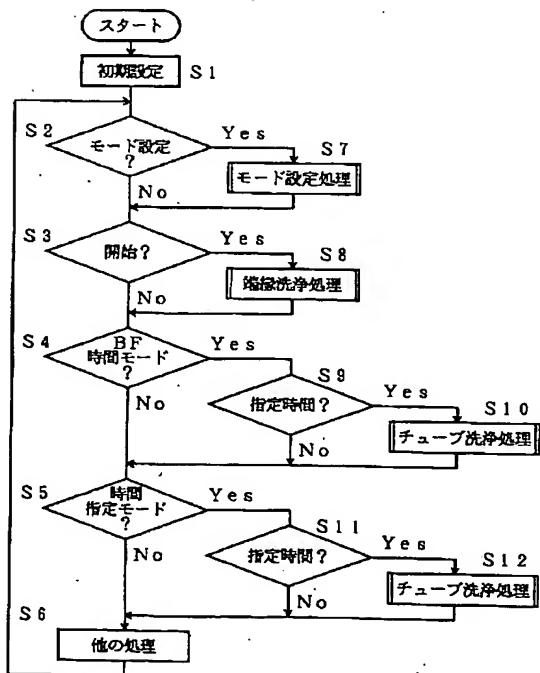 スタート
初期設定 S1
S2 モード設定? Yes
S7
モード設定処理
No
S3 開始? Yes
S8
端縁洗浄処理
No
S4 BF時間モード? Yes
S9 指定時間? Yes
S10
チューブ洗浄処理
No
No
S5 時間指定モード? Yes
S11 指定時間? Yes
S12
チューブ洗浄処理
No
No
S6
他の処理